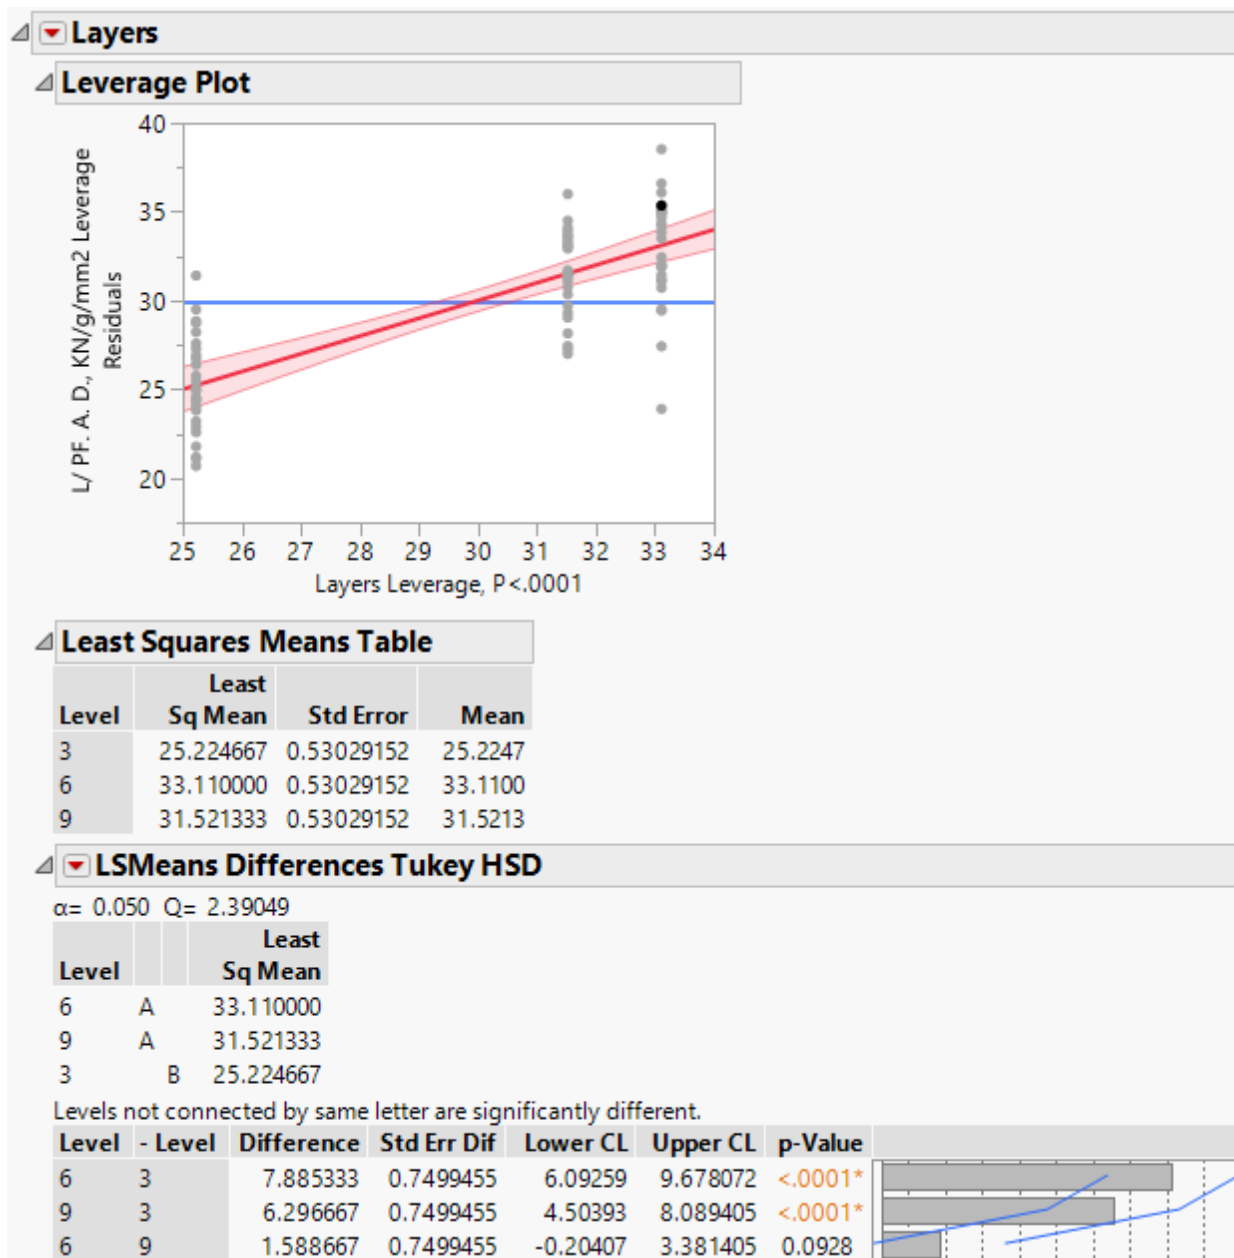 Layers
Leverage Plot
40
35
30
25
20
L/ PF. A. D., KN/g/mm2 Leverage
Residuals
25 26 27 28 29 30 31 32 33 34
Layers Leverage, P<.0001
Least Squares Means Table
Least
Level Sq Mean Std Error Mean
3 25.224667 0.53029152 25.2247
6 33.110000 0.53029152 33.1100
9 31.521333 0.53029152 31.5213
LSMeans Differences Tukey HSD
α= 0.050 Q= 2.39049
Least
Level Sq Mean
6 A 33.110000
9 A 31.521333
3 B 25.224667
Levels not connected by same letter are significantly different.
Level - Level Difference Std Err Dif Lower CL Upper CL p-Value
6 3 7.885333 0.7499455 6.09259 9.678072 <.0001*
9 3 6.296667 0.7499455 4.50393 8.089405 <.0001*
6 9 1.588667 0.7499455 -0.20407 3.381405 0.0928